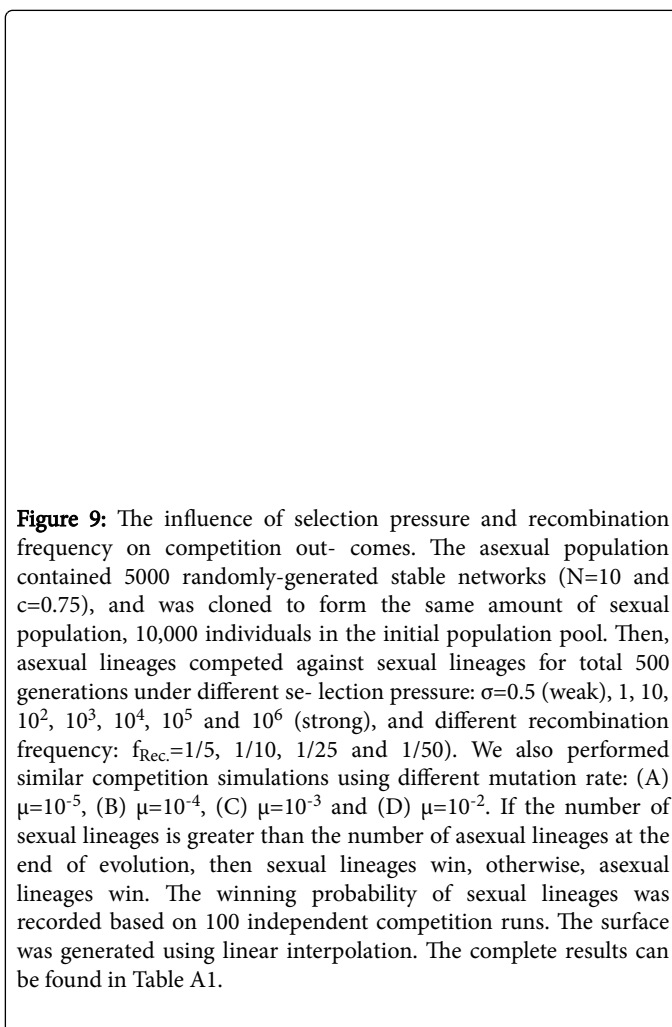 Figure 9: The influence of selection pressure and recombination
frequency on competition out- comes. The asexual population
contained 5000 randomly-generated stable networks (N=10 and
c=0.75), and was cloned to form the same amount of sexual
population, 10,000 individuals in the initial population pool. Then,
asexual lineages competed against sexual lineages for total 500
generations under different se- lection pressure: σ=0.5 (weak), 1, 10,
10², 10³, 10⁴, 10⁵ and 10⁶ (strong), and different recombination
frequency: f_Rec.=1/5, 1/10, 1/25 and 1/50). We also performed
similar competition simulations using different mutation rate: (A)
μ=10⁻⁵, (B) μ=10⁻⁴, (C) μ=10⁻³ and (D) μ=10⁻². If the number of
sexual lineages is greater than the number of asexual lineages at the
end of evolution, then sexual lineages win, otherwise, asexual
lineages win. The winning probability of sexual lineages was
recorded based on 100 independent competition runs. The surface
was generated using linear interpolation. The complete results can
be found in Table A1.